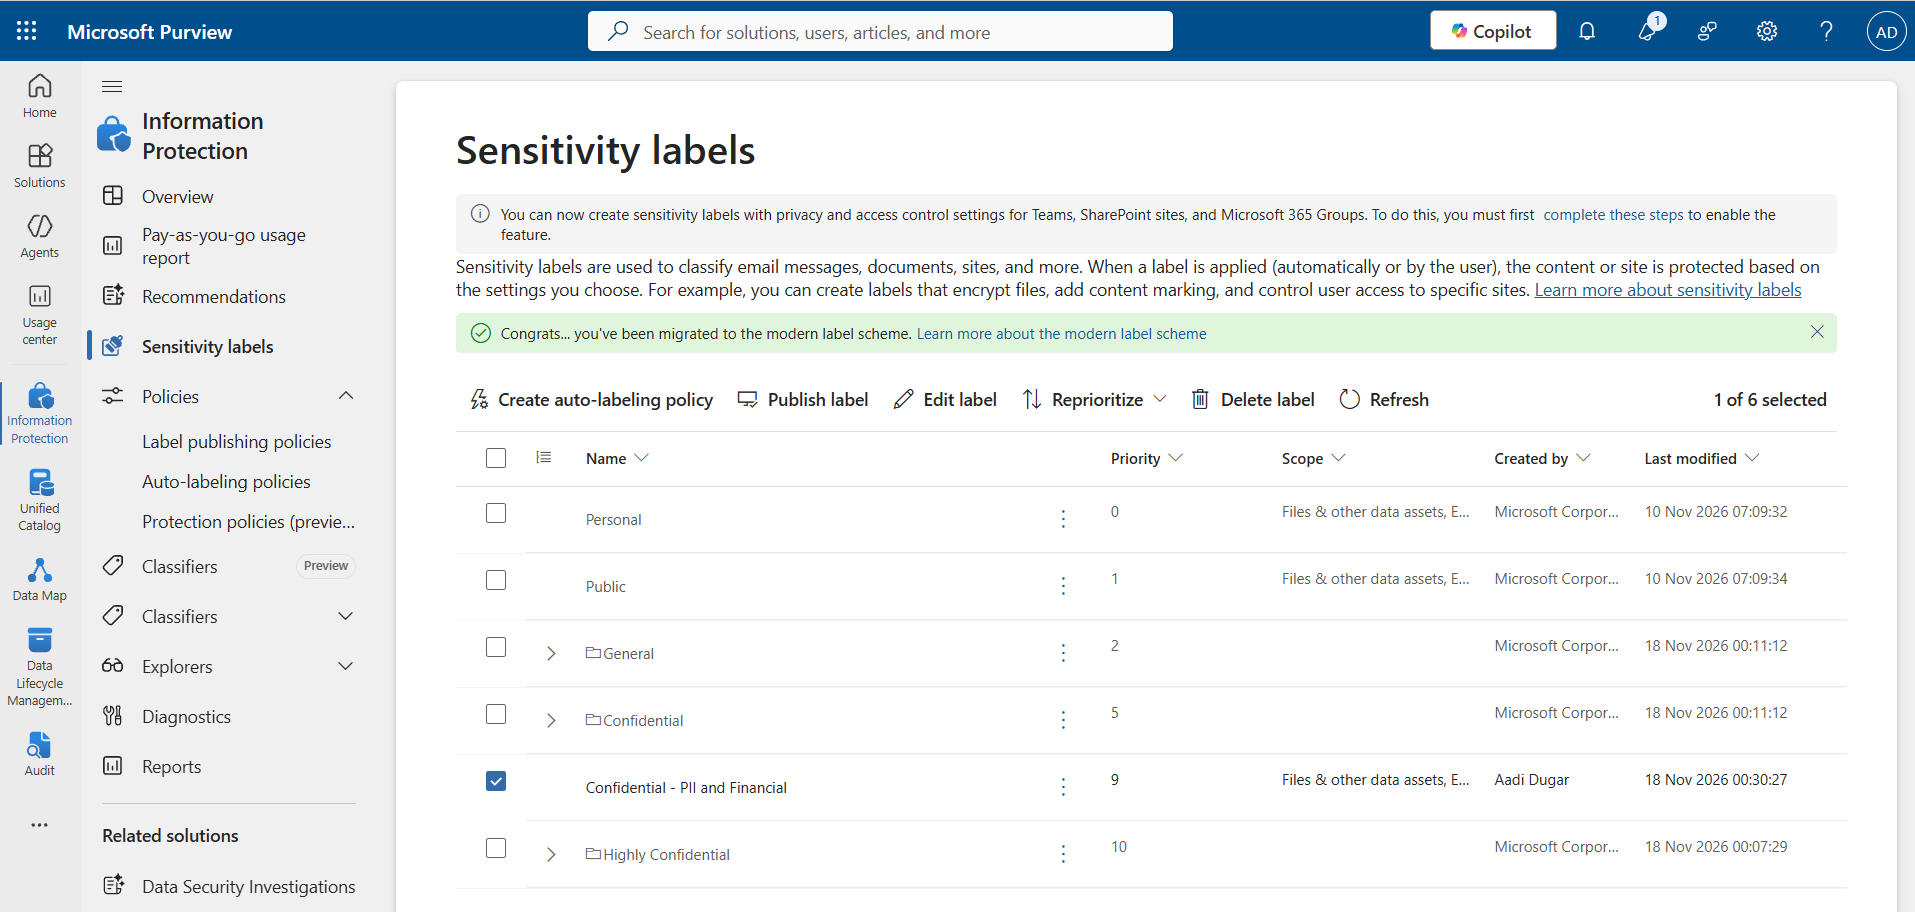 Microsoft Purview
Search for solutions, users, articles, and more
Copilot
1
AD
Home
Solutions
Agents
Usage
center
Information
Protection
Unified
Catalog
Data Map
Data
Lifecycle
Managem...
Audit
Information
Protection
Overview
Pay-as-you-go usage
report
Recommendations
Sensitivity labels
Policies
Label publishing policies
Auto-labeling policies
Protection policies (previe...
Classifiers Preview
Classifiers
Explorers
Diagnostics
Reports
Related solutions
Data Security Investigations
Sensitivity labels
You can now create sensitivity labels with privacy and access control settings for Teams, SharePoint sites, and Microsoft 365 Groups. To do this, you must first complete these steps to enable the
feature.
Sensitivity labels are used to classify email messages, documents, sites, and more. When a label is applied (automatically or by the user), the content or site is protected based on
the settings you choose. For example, you can create labels that encrypt files, add content marking, and control user access to specific sites. Learn more about sensitivity labels
Congrats... you've been migrated to the modern label scheme. Learn more about the modern label scheme
Create auto-labeling policy Publish label Edit label Reprioritize Delete label Refresh 1 of 6 selected
Name Priority Scope Created by Last modified
Personal 0 Files & other data assets, E... Microsoft Corpor... 10 Nov 2026 07:09:32
Public 1 Files & other data assets, E... Microsoft Corpor... 10 Nov 2026 07:09:34
General 2 Microsoft Corpor... 18 Nov 2026 00:11:12
Confidential 5 Microsoft Corpor... 18 Nov 2026 00:11:12
Confidential - PII and Financial 9 Files & other data assets, E... Aadi Dugar 18 Nov 2026 00:30:27
Highly Confidential 10 Microsoft Corpor... 18 Nov 2026 00:07:29